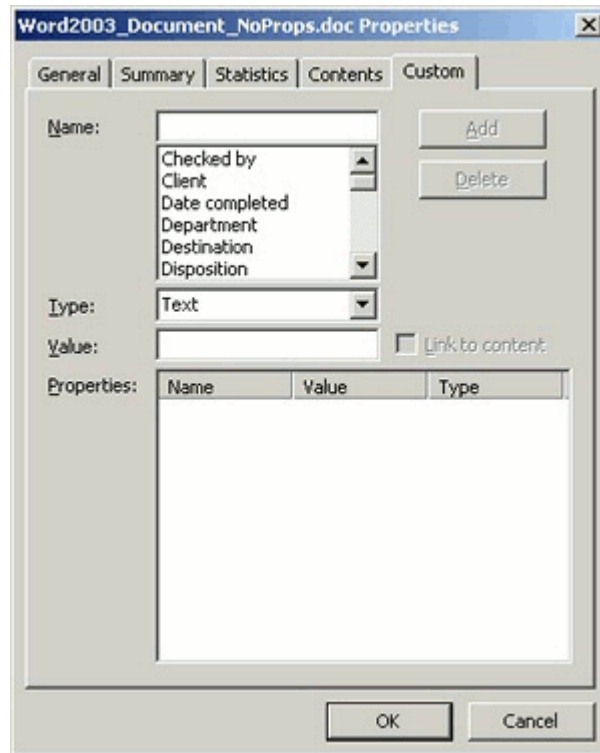 Word2003_Document_NoProps.doc Properties
General Summary Statistics Contents Custom
Name: Add
Checked by
Client
Date completed
Department
Destination
Disposition
Delete
Type: Text
Value: Link to content
Properties: Name Value Type
OK Cancel